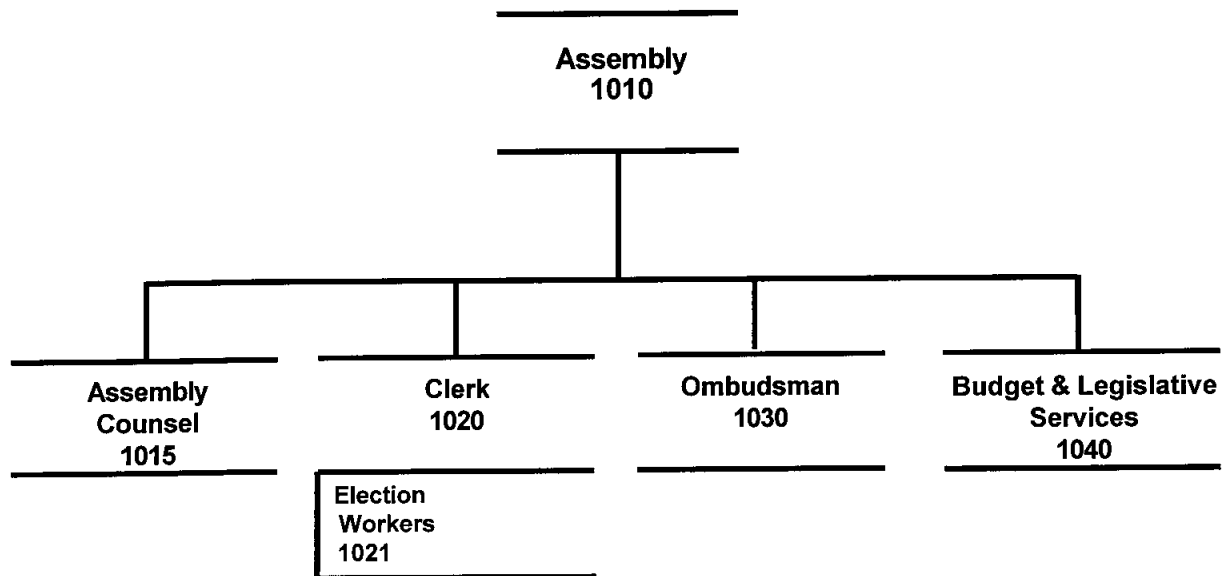 Assembly
1010
Assembly
Counsel
1015
Clerk
1020
Ombudsman
1030
Budget & Legislative
Services
1040
Election
Workers
1021